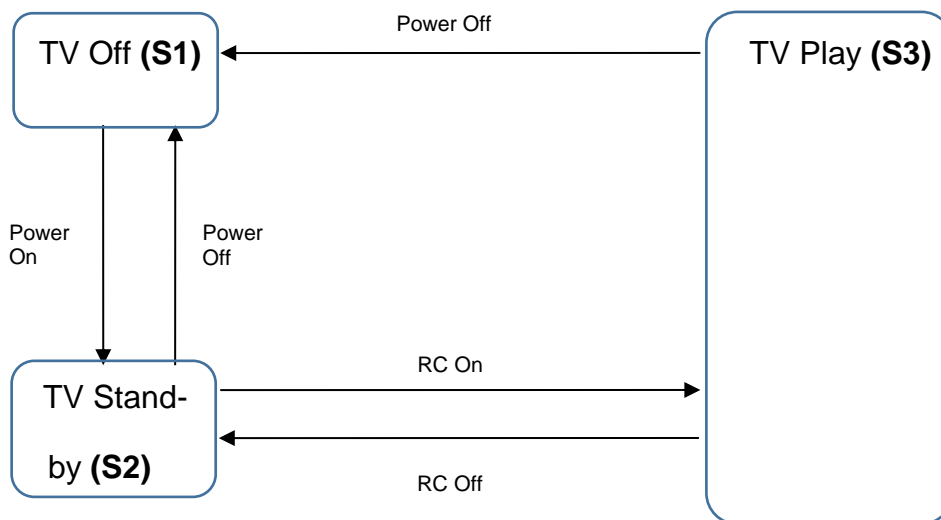 Power Off
TV Off (S1)
TV Play (S3)
Power
On
Power
Off
RC On
TV Stand-
by (S2)
RC Off